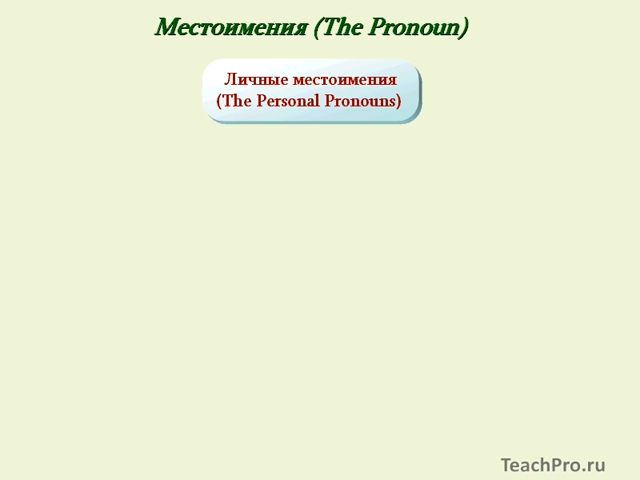 Местоимения (The Pronoun)
Личные местоимения
(The Personal Pronouns)
TeachPro.ru